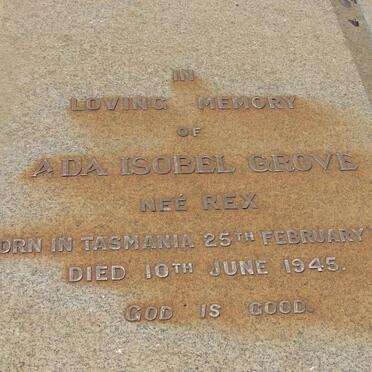 IN
LOVING MEMORY
OF
ADA ISOBEL GROVE
NEÉ REX
ORN IN TASMANIA 25TH FEBRUARY
DIED 10TH JUNE 1945.
GOD IS GOOD.